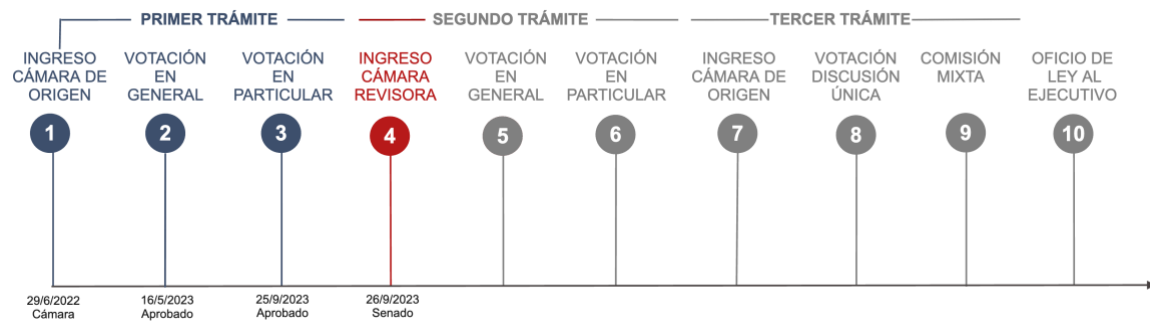 PRIMER TRÁMITE
SEGUNDO TRÁMITE
TERCER TRÁMITE
INGRESO
CÁMARA DE
ORIGEN
VOTACIÓN
EN
GENERAL
VOTACIÓN
EN
PARTICULAR
INGRESO
CÁMARA
REVISORA
VOTACIÓN
EN
GENERAL
VOTACIÓN
EN
PARTICULAR
INGRESO
CÁMARA DE
ORIGEN
VOTACIÓN
DISCUSIÓN
ÚNICA
COMISIÓN
MIXTA
OFICIO DE
LEY AL
EJECUTIVO
1
2
3
4
5
6
7
8
9
10
29/6/2022
Cámara
16/5/2023
Aprobado
25/9/2023
Aprobado
26/9/2023
Senado